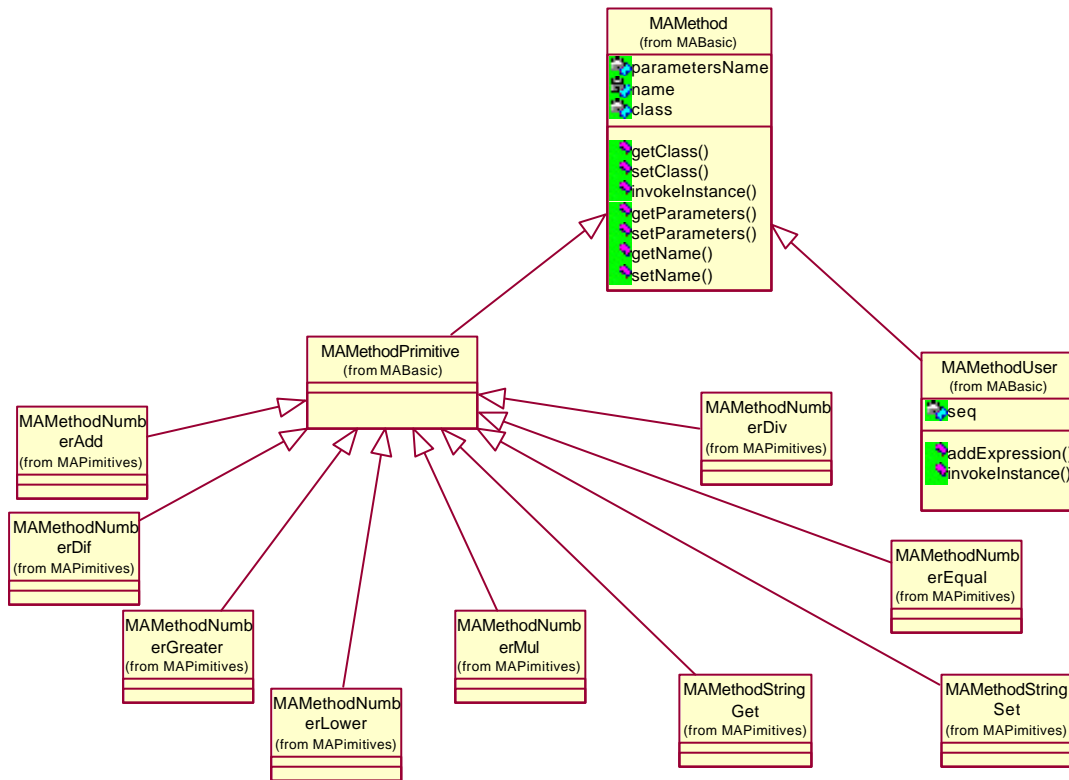 MAMethod
(from MABasic)
parametersName
name
class
getClass()
setClass()
invokeInstance()
getParameters()
setParameters()
getName()
setName()
MAMethodPrimitive
(from MABasic)
MAMethodUser
(from MABasic)
seq
addExpression()
invokeInstance()
MAMethodNumb
erAdd
(from MAPimitives)
MAMethodNumb
erDiv
(from MAPimitives)
MAMethodNumb
erDif
(from MAPimitives)
MAMethodNumb
erEqual
(from MAPimitives)
MAMethodNumb
erGreater
(from MAPimitives)
MAMethodNumb
erMul
(from MAPimitives)
MAMethodNumb
erLower
(from MAPimitives)
MAMethodString
Get
(from MAPimitives)
MAMethodString
Set
(from MAPimitives)